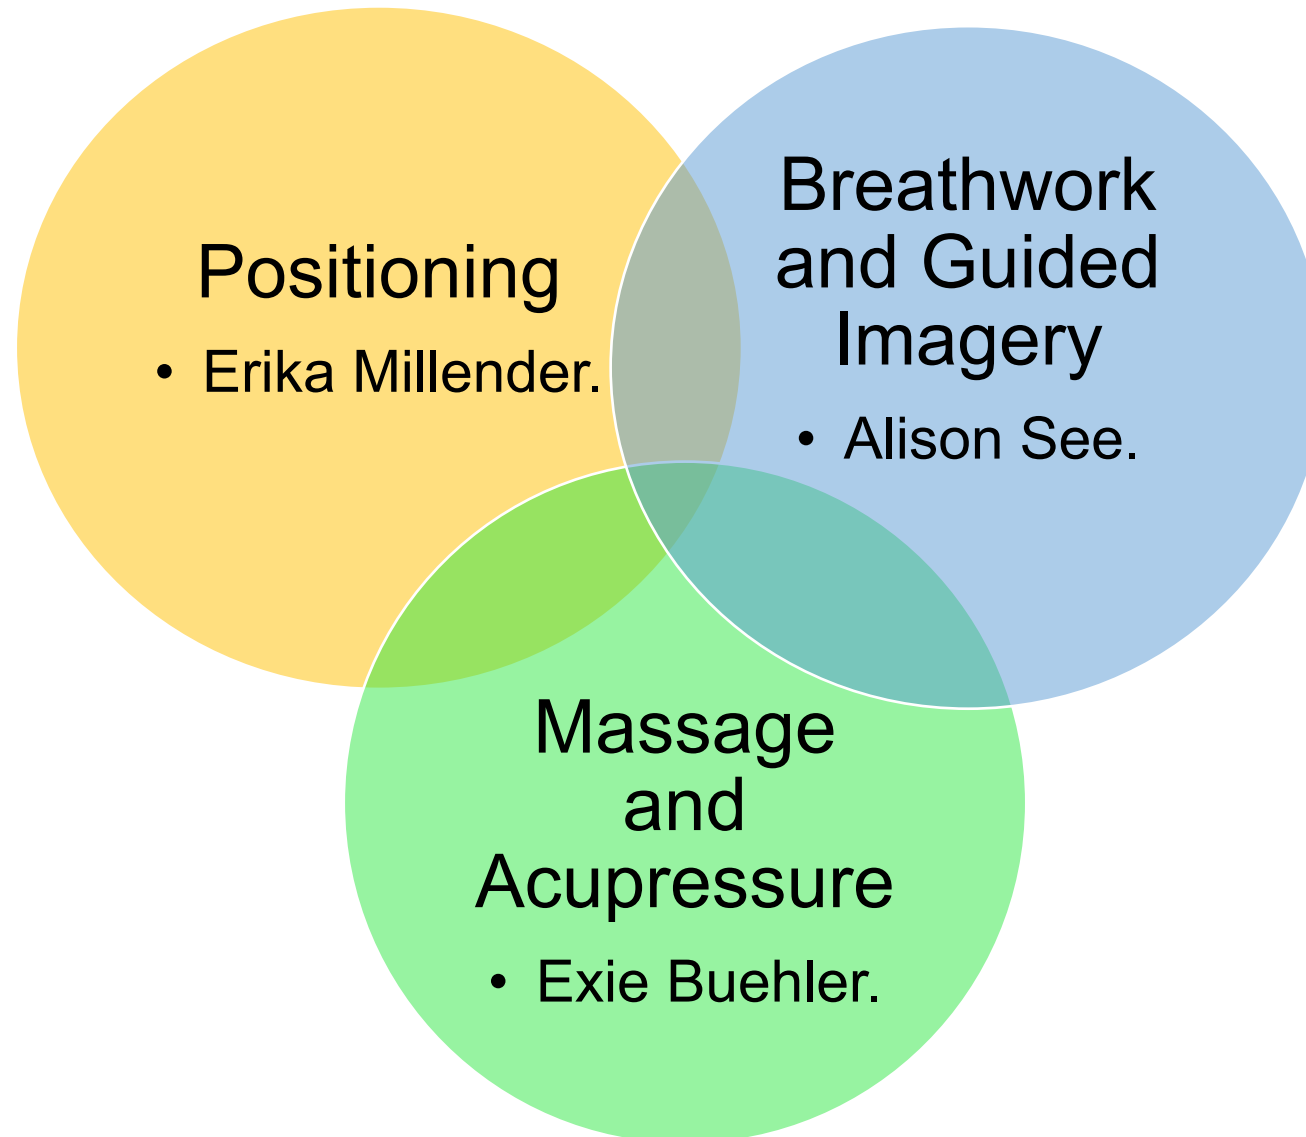 Positioning
• Erika Millender.
Breathwork
and Guided
Imagery
• Alison See.
Massage
and
Acupressure
• Exie Buehler.